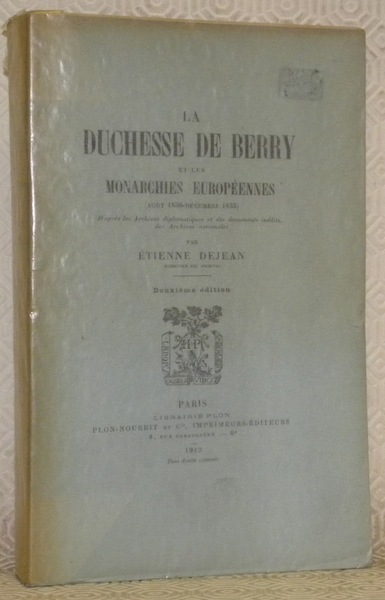 LA
DUCHESSE DE BERRY
ET LES
MONARCHIES EUROPÉENNES
(AOUT 1830-DÉCEMBRE 1833)
D'après les Archives diplomatiques et des documents inédits
des Archives nationales
PAR
ÉTIENNE DEJEAN
Deuxième édition
LABOR
PARIS
LIBRAIRIE PLON
PLON-NOURRIT ET Cie, IMPRIMEURS-ÉDITEURS
8, RUE GARANCIÈRE — 6e
1913
Tous droits réservés